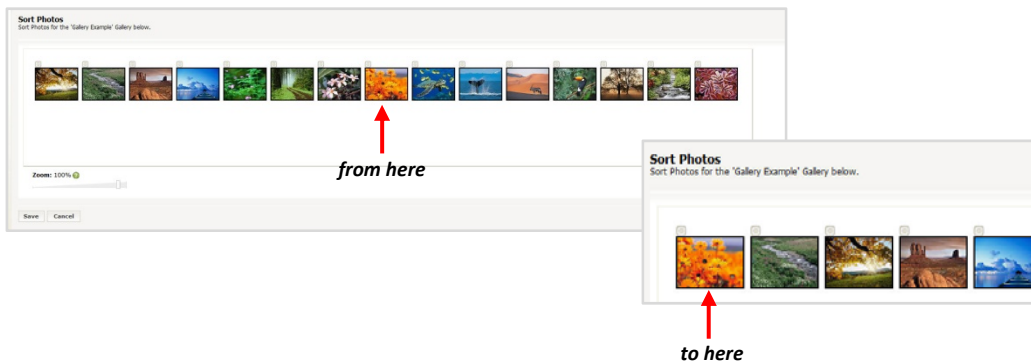 Sort Photos
Sort Photos for the 'Gallery Example' Gallery below.
from here
Zoom: 100%
Save Cancel
Sort Photos
Sort Photos for the 'Gallery Example' Gallery below.
to here